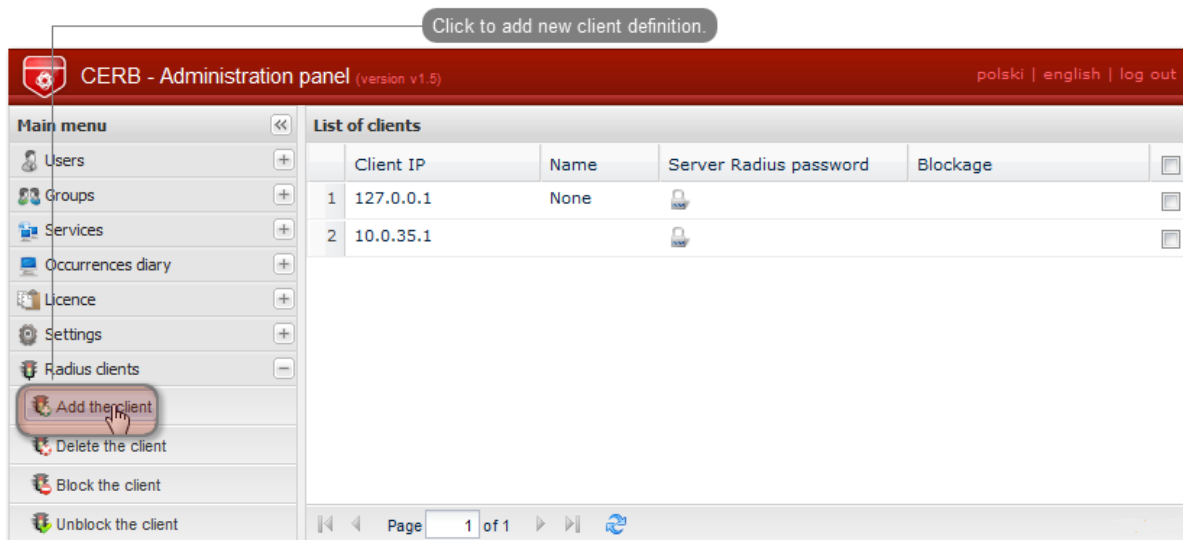 Click to add new client definition.
CERB - Administration panel (version v1.5)
polski | english | log out
Main menu
Users
Groups
Services
Occurrences diary
Licence
Settings
Radius clients
Add the client
Delete the client
Block the client
Unblock the client
List of clients
Client IP Name Server Radius password Blockage
1 127.0.0.1 None
2 10.0.35.1
Page 1 of 1